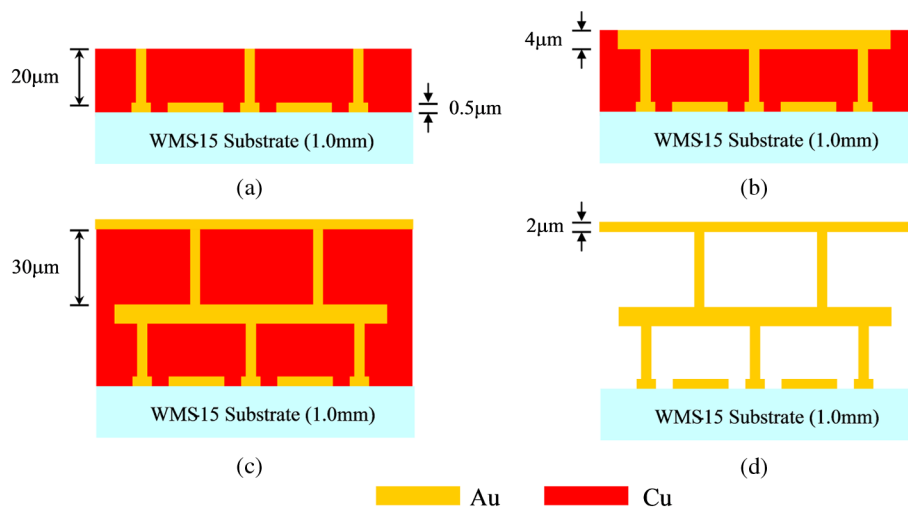 20μm
0.5μm
WMS-15 Substrate (1.0mm)
(a)
4μm
WMS-15 Substrate (1.0mm)
(b)
30μm
WMS-15 Substrate (1.0mm)
(c)
2μm
WMS-15 Substrate (1.0mm)
(d)
Au
Cu